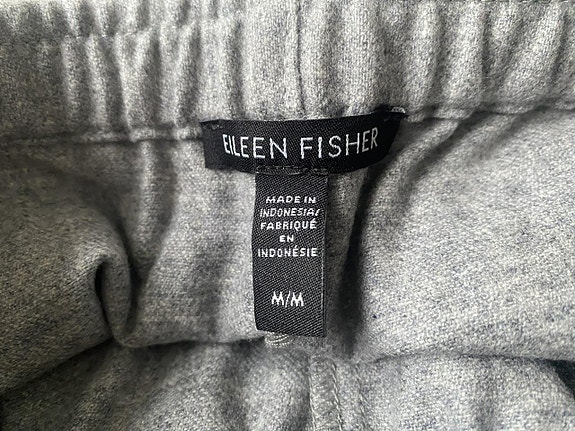 EILEEN FISHER
MADE IN
INDONESIA/
FABRIQUÉ
EN
INDONÉSIE
M/M